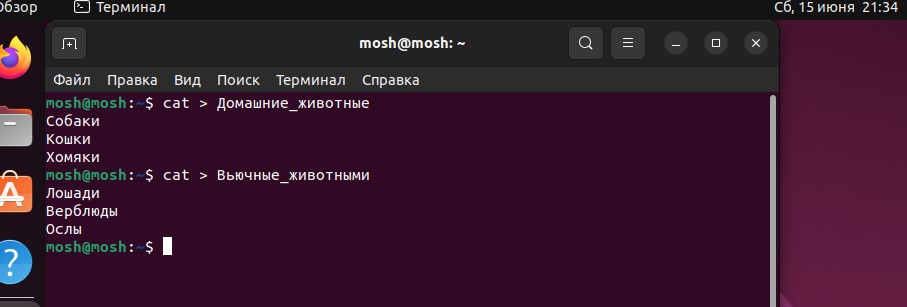 Обзор
Терминал
Сб, 15 июня 21:34
mosh@mosh: ~
Файл Правка Вид Поиск Терминал Справка
mosh@mosh:~$ cat > Домашние_животные
Собаки
Кошки
Хомяки
mosh@mosh:~$ cat > Вьючные_животными
Лошади
Верблюды
Ослы
mosh@mosh:~$